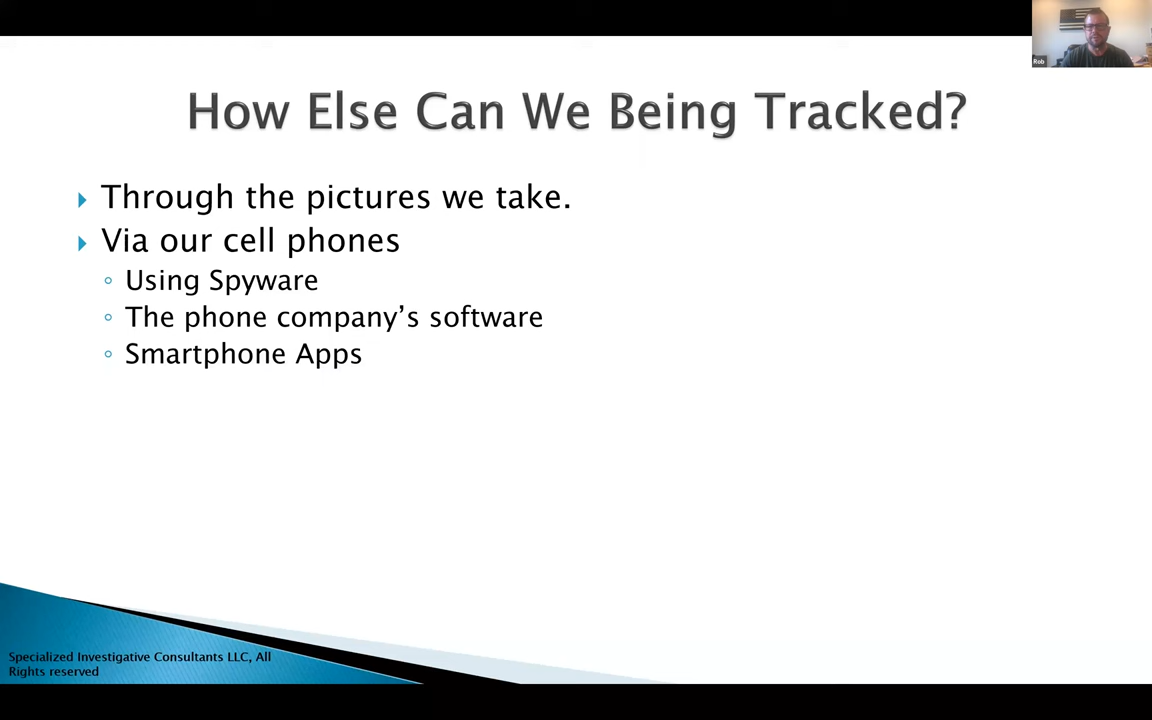 Rob
How Else Can We Being Tracked?
Through the pictures we take.
Via our cell phones
Using Spyware
The phone company’s software
Smartphone Apps
Specialized Investigative Consultants LLC, All
Rights reserved